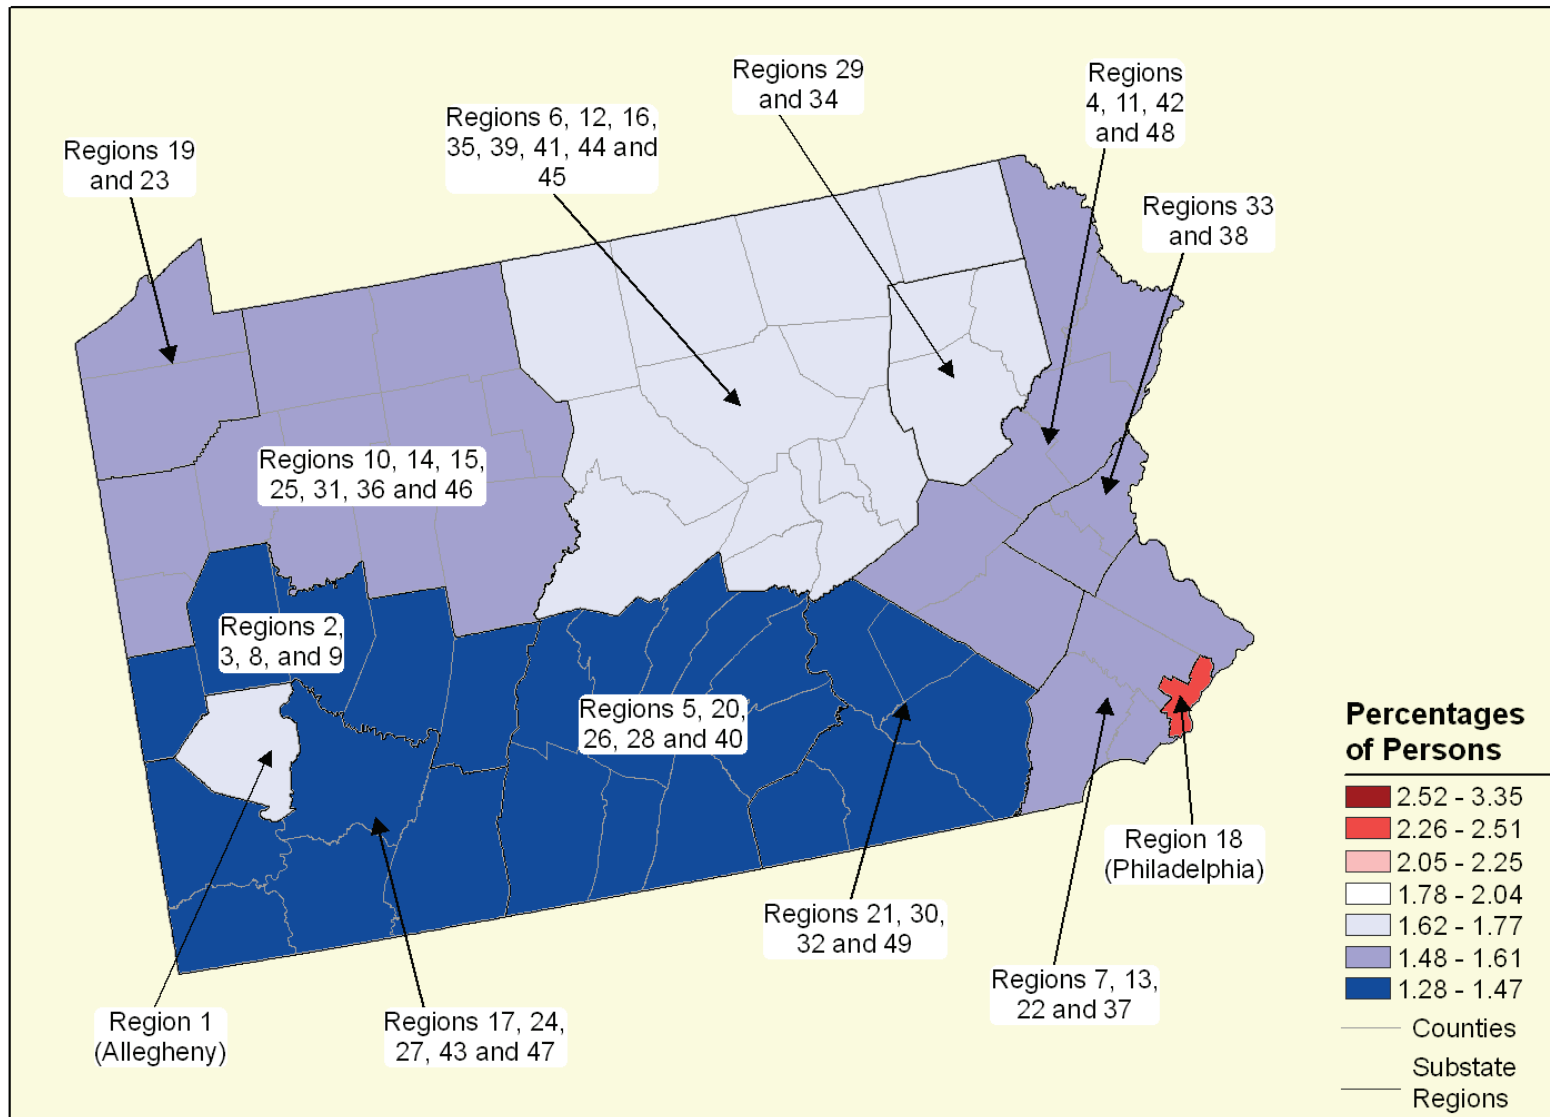 Regions 29
and 34
Regions
4, 11, 42
and 48
Regions 6, 12, 16,
35, 39, 41, 44 and
45
Regions 19
and 23
Regions 33
and 38
Regions 10, 14, 15,
25, 31, 36 and 46
Regions 2,
3, 8, and 9
Regions 5, 20,
26, 28 and 40
Percentages
of Persons
2.52 - 3.35
2.26 - 2.51
2.05 - 2.25
1.78 - 2.04
1.62 - 1.77
1.48 - 1.61
1.28 - 1.47
Counties
Substate
Regions
Region 18
(Philadelphia)
Regions 21, 30,
32 and 49
Regions 7, 13,
22 and 37
Region 1
(Allegheny)
Regions 17, 24,
27, 43 and 47